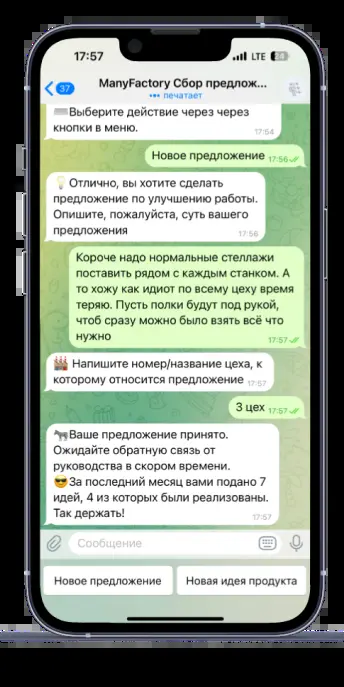 17:57
LTE 24
37
ManyFactory Сбор предлож...
печатает
Выберите действие через через
кнопки в меню.
17:54
Новое предложение 17:56
Отлично, вы хотите сделать
предложение по улучшению работы.
Опишите, пожалуйста, суть вашего
предложения
17:56
Короче надо нормальные стеллажи
поставить рядом с каждым станком. А
то хожу как идиот по всему цеху время
теряю. Пусть полки будут под рукой,
чтоб сразу можно было взять всё что
нужно
17:57
Напишите номер/название цеха, к
которому относится предложение 17:57
3 цех 17:57
Ваше предложение принято.
Ожидайте обратную связь от
руководства в скором времени.
За последний месяц вами подано 7
идей, 4 из которых были реализованы.
Так держать!
17:57
Сообщение
Новое предложение
Новая идея продукта